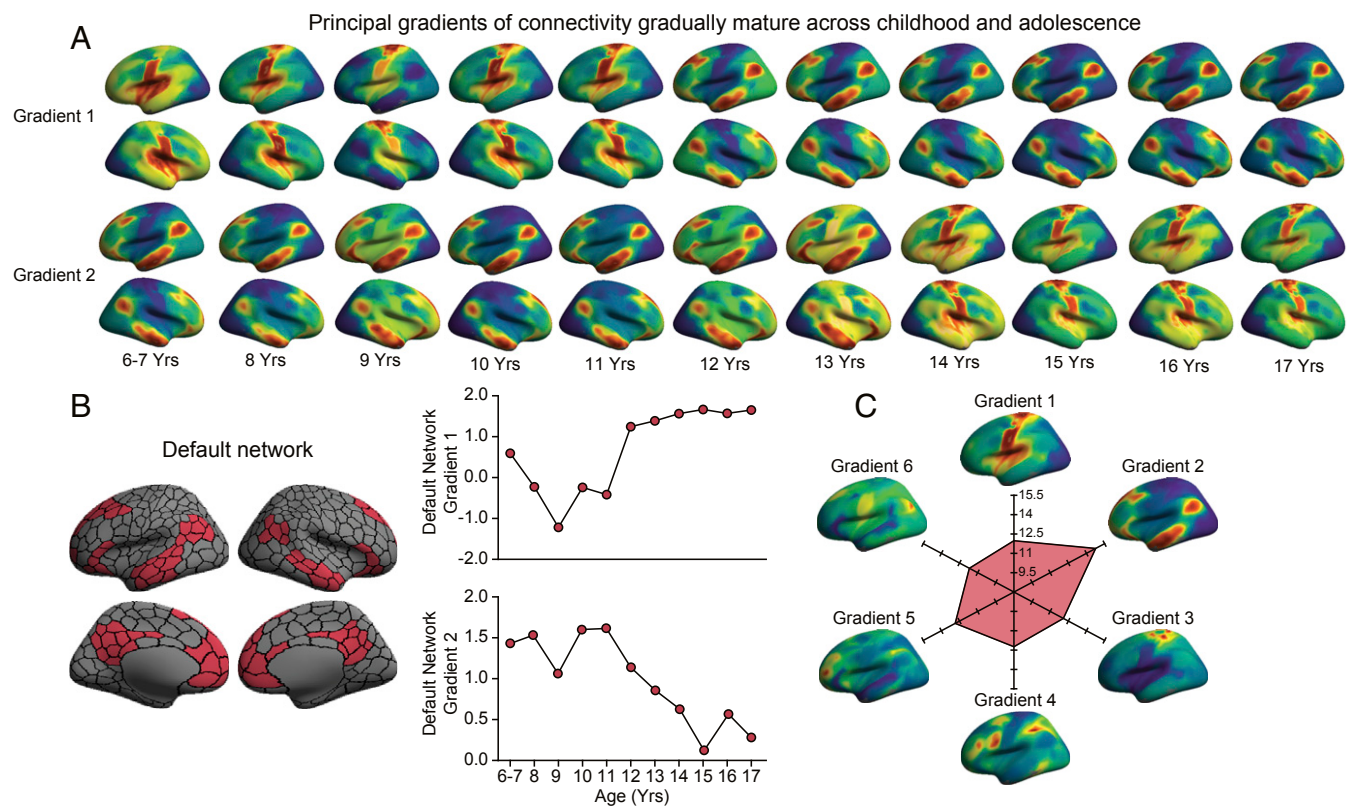 Principal gradients of connectivity gradually mature across childhood and adolescence
A
Gradient 1
Gradient 2
6-7 Yrs 8 Yrs 9 Yrs 10 Yrs 11 Yrs 12 Yrs 13 Yrs 14 Yrs 15 Yrs 16 Yrs 17 Yrs
B
Default network
Default Network
Gradient 1
2.0
1.0
0.0
-1.0
-2.0
Default Network
Gradient 2
2.0
1.5
1.0
0.5
0.0
6-7 8 9 10 11 12 13 14 15 16 17
Age (Yrs)
C
Gradient 1
Gradient 6
Gradient 2
15.5
14
12.5
11
9.5
Gradient 5
Gradient 3
Gradient 4